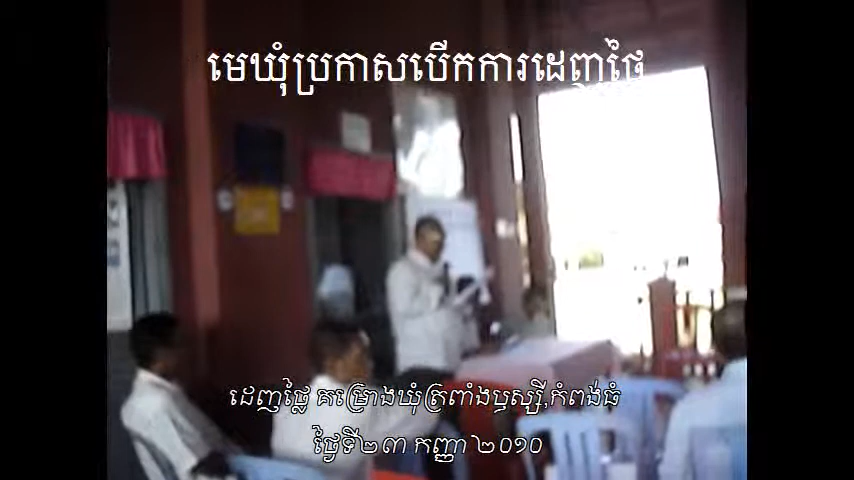 មេឃុំប្រកាសបើកការដេញថ្លៃ
ដេញថ្លៃ គម្រោងឃុំត្រពាំងឫស្សី,កំពង់ធំ
ថ្ងៃទី២៣ កញ្ញា ២០១០